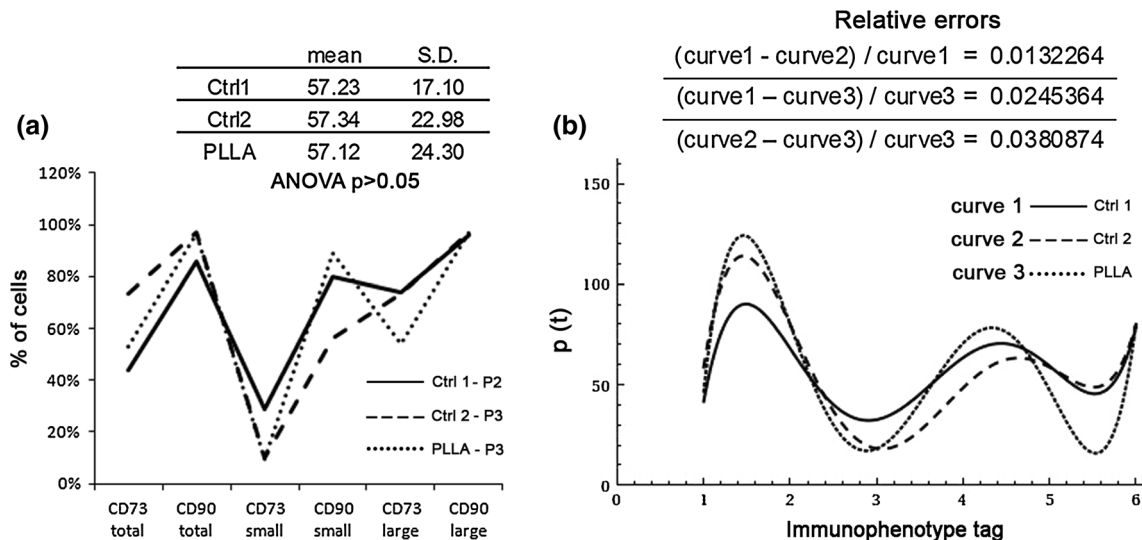 (a)
mean S.D.
Ctrl1 57.23 17.10
Ctrl2 57.34 22.98
PLLA 57.12 24.30
ANOVA p>0.05
120%
100%
80%
60%
40%
20%
0%
% of cells
Ctrl 1 - P2
Ctrl 2 - P3
PLLA - P3
CD73 total
CD90 total
CD73 small
CD90 small
CD73 large
CD90 large
(b)
Relative errors
(curve1 - curve2) / curve1 = 0.0132264
(curve1 – curve3) / curve3 = 0.0245364
(curve2 – curve3) / curve3 = 0.0380874
150
100
50
0
p (t)
curve 1 Ctrl 1
curve 2 Ctrl 2
curve 3 PLLA
0 1 2 3 4 5 6
Immunophenotype tag